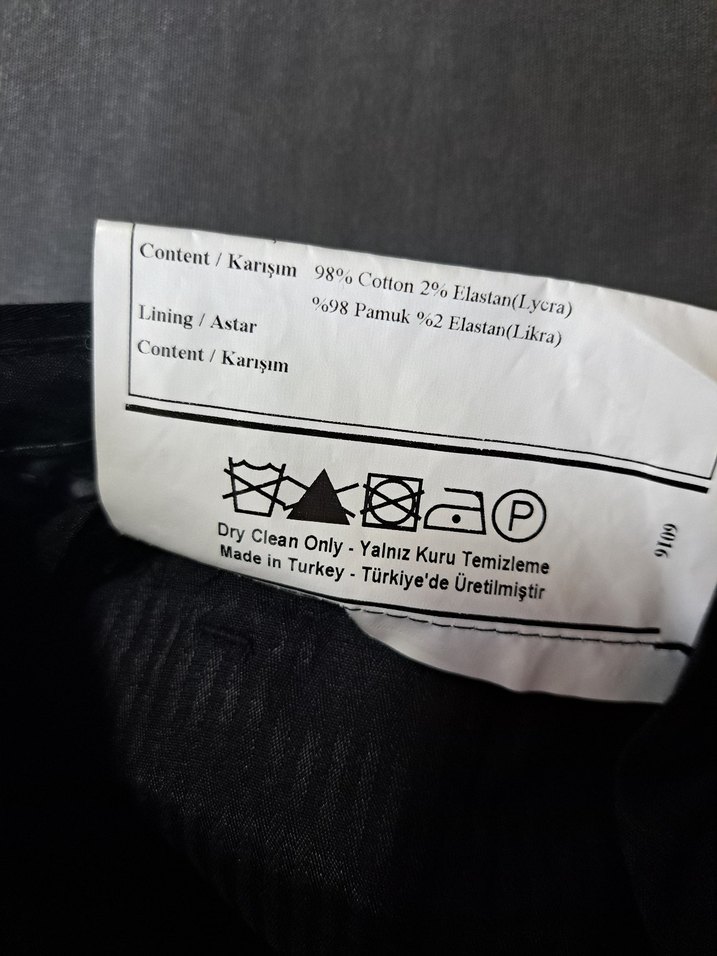 Content / Karışım 98% Cotton 2% Elastan(Lycra)
%98 Pamuk %2 Elastan(Likra)
Lining / Astar
Content / Karışım
P
Dry Clean Only - Yalnız Kuru Temizleme
Made in Turkey - Türkiye'de Üretilmiştir
6016